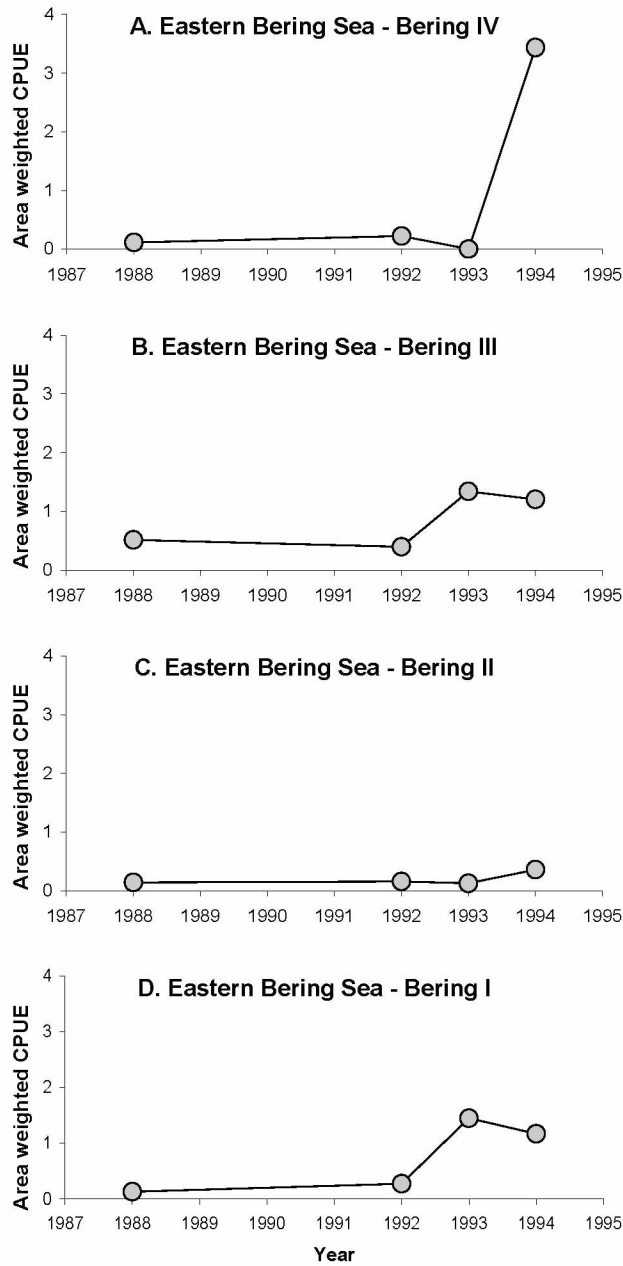 A. Eastern Bering Sea - Bering IV
Area weighted CPUE
4
3
2
1
0
1987 1988 1989 1990 1991 1992 1993 1994 1995
B. Eastern Bering Sea - Bering III
Area weighted CPUE
4
3
2
1
0
1987 1988 1989 1990 1991 1992 1993 1994 1995
C. Eastern Bering Sea - Bering II
Area weighted CPUE
4
3
2
1
0
1987 1988 1989 1990 1991 1992 1993 1994 1995
D. Eastern Bering Sea - Bering I
Area weighted CPUE
4
3
2
1
0
1987 1988 1989 1990 1991 1992 1993 1994 1995
Year